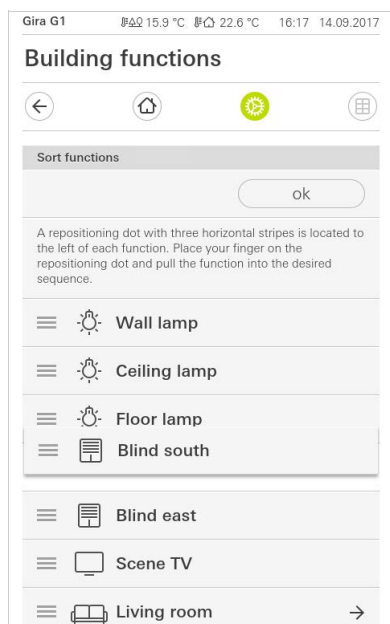 Gira G1 15.9 °C 22.6 °C 16:17 14.09.2017
Building functions
Sort functions
ok
A repositioning dot with three horizontal stripes is located to
the left of each function. Place your finger on the
repositioning dot and pull the function into the desired
sequence.
Wall lamp
Ceiling lamp
Floor lamp
Blind south
Blind east
Scene TV
Living room